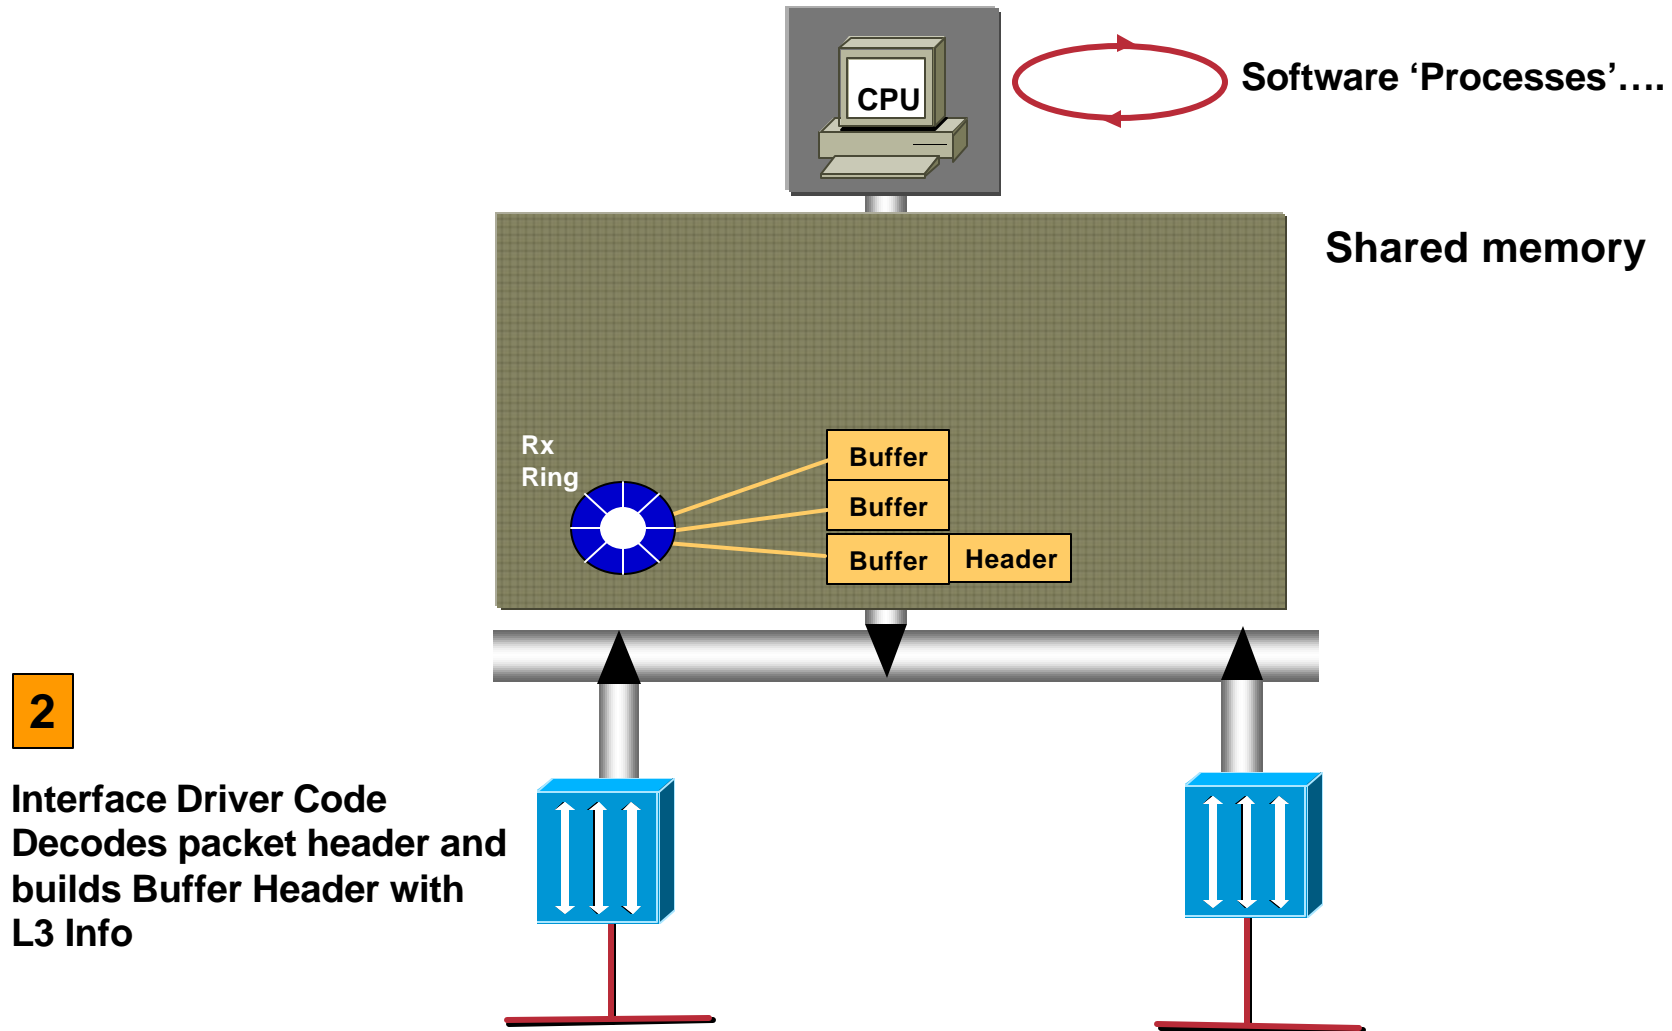 CPU
Software ‘Processes’….
Shared memory
Rx
Ring
Buffer
Buffer
Buffer
Header
2
Interface Driver Code
Decodes packet header and
builds Buffer Header with
L3 Info